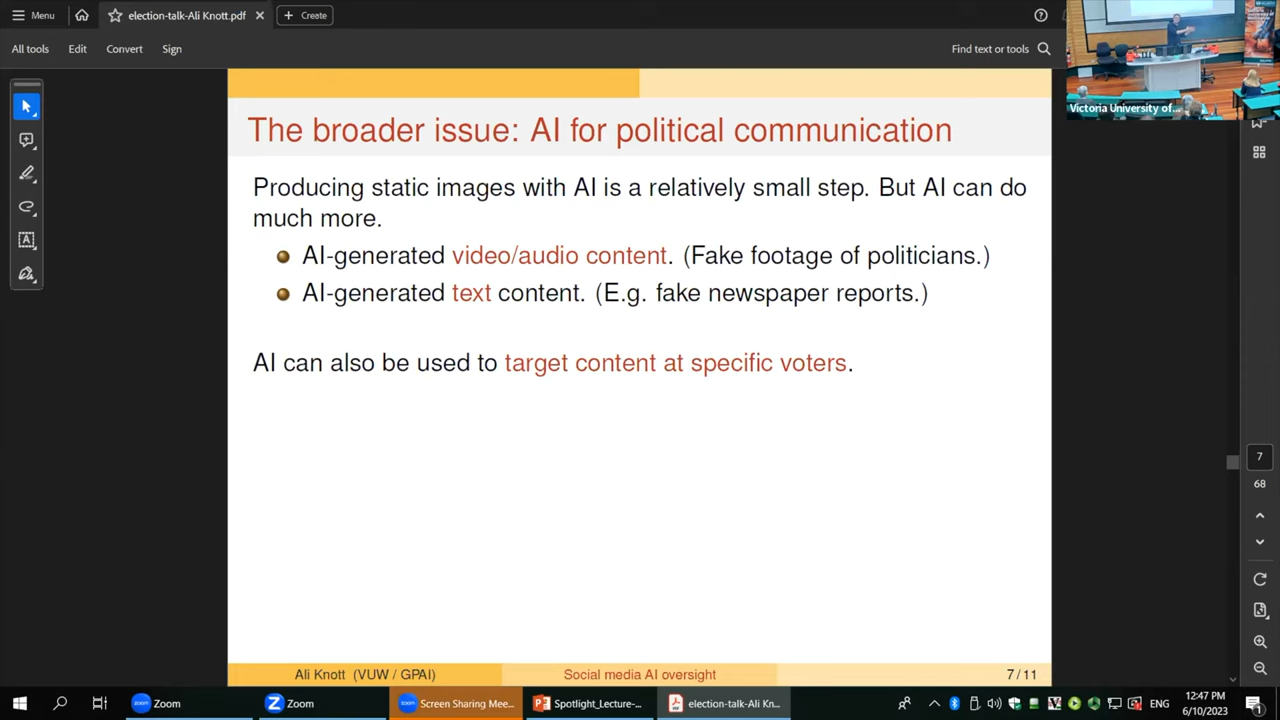 Menu
election-talk-Ali Knott.pdf
Create
All tools
Edit
Convert
Sign
Find text or tools
Victoria University of...
The broader issue: AI for political communication
Producing static images with AI is a relatively small step. But AI can do
much more.
AI-generated video/audio content. (Fake footage of politicians.)
AI-generated text content. (E.g. fake newspaper reports.)
AI can also be used to target content at specific voters.
7
68
Ali Knott (VUW / GPAI)
Social media AI oversight
7 / 11
Zoom
Zoom
Screen Sharing Mee...
Spotlight_Lecture-...
election-talk-Ali Kn...
ENG
12:47 PM
6/10/2023
1